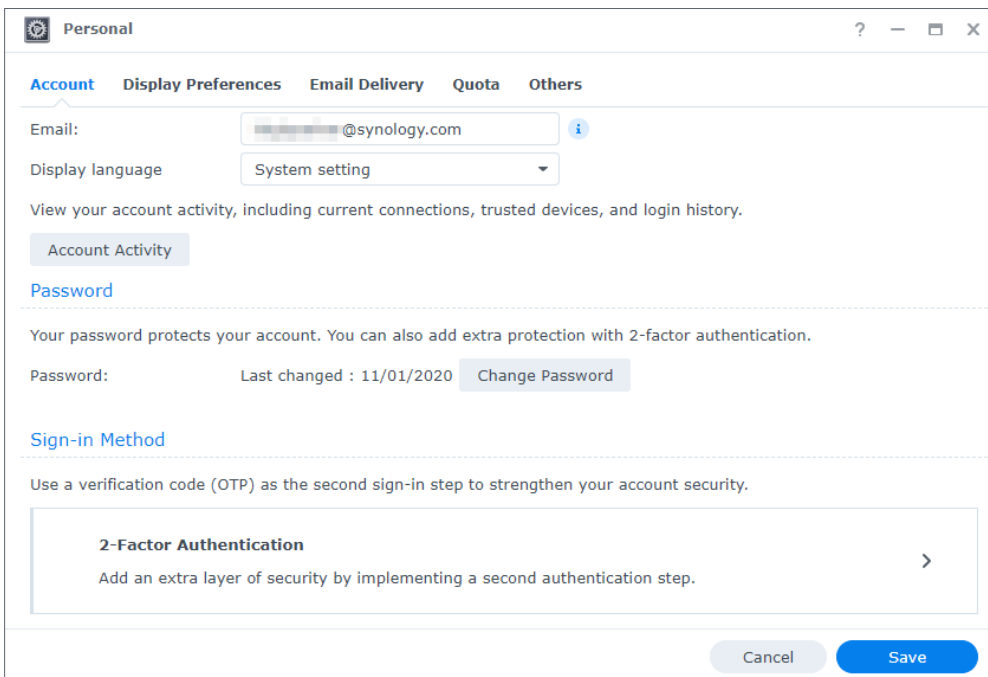 Personal
Account Display Preferences Email Delivery Quota Others
Email: @synology.com
Display language System setting
View your account activity, including current connections, trusted devices, and login history.
Account Activity
Password
Your password protects your account. You can also add extra protection with 2-factor authentication.
Password: Last changed : 11/01/2020 Change Password
Sign-in Method
Use a verification code (OTP) as the second sign-in step to strengthen your account security.
2-Factor Authentication
Add an extra layer of security by implementing a second authentication step.
Cancel Save